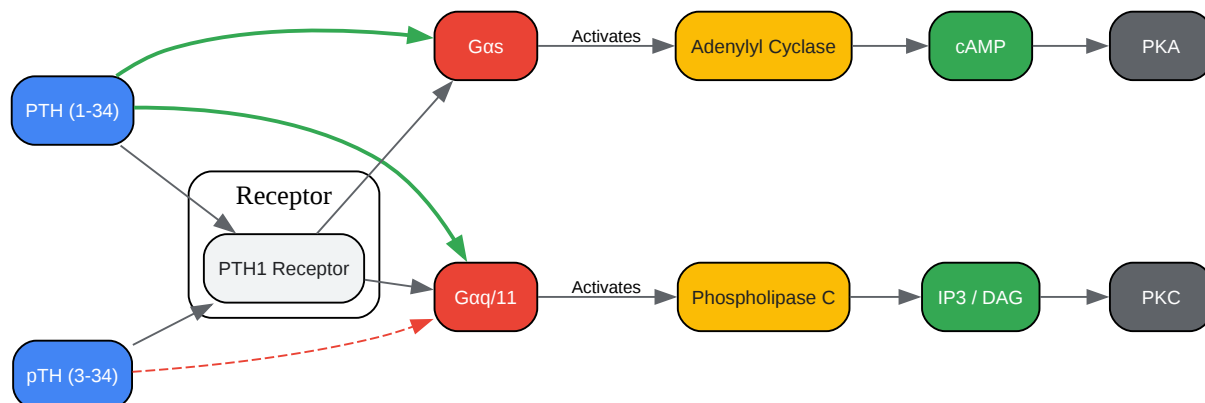 Gαs
Activates
Adenylyl Cyclase
cAMP
PKA
PTH (1-34)
Receptor
PTH1 Receptor
Gαq/11
Activates
Phospholipase C
IP3 / DAG
PKC
pTH (3-34)